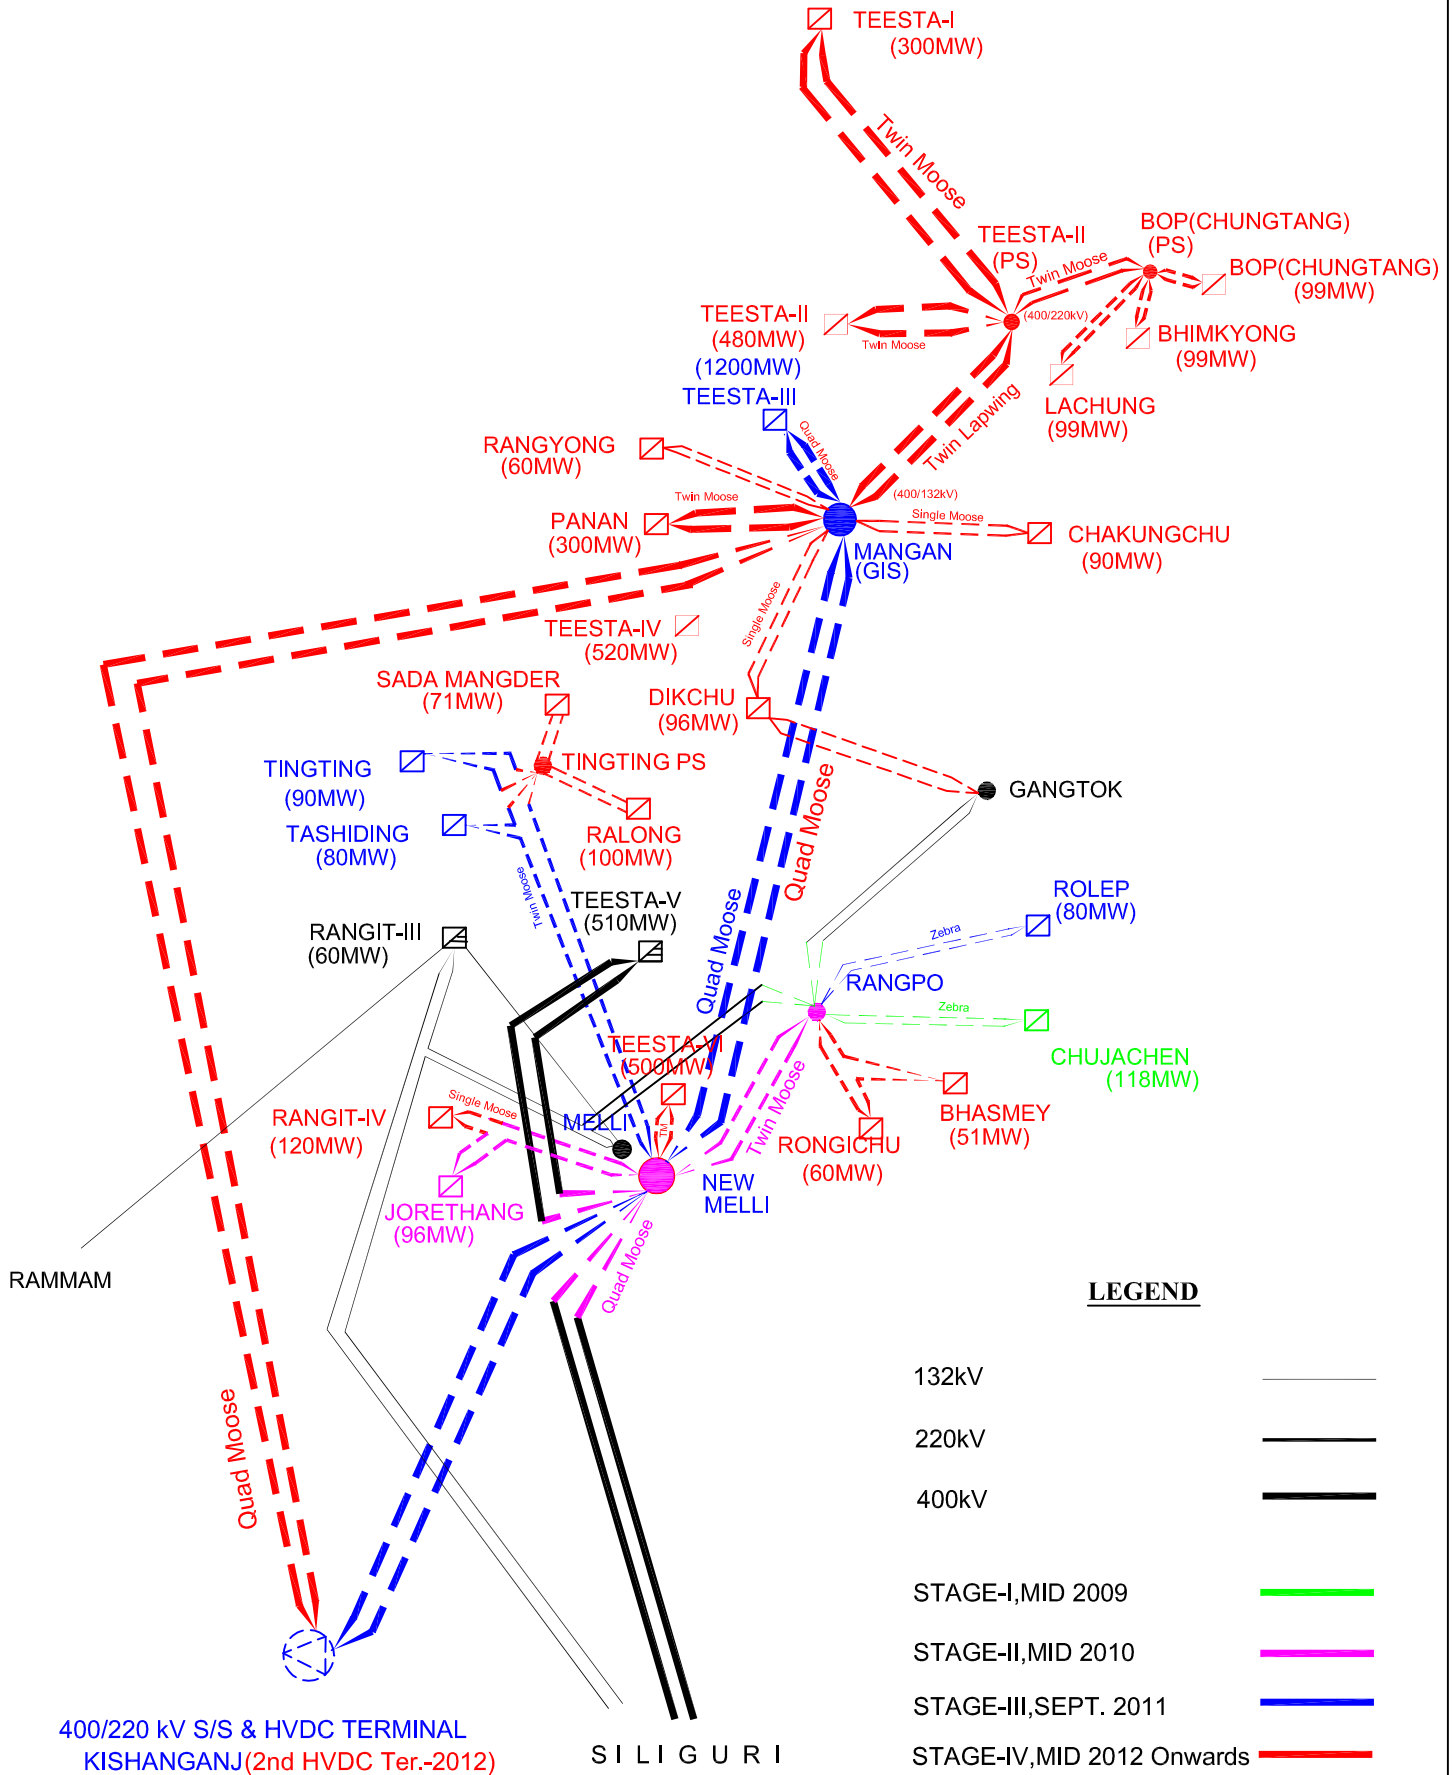 TEESTA-I
(300MW)
Twin Moose
TEESTA-II
(PS)
BOP(CHUNGTANG)
(PS)
Twin Moose
BOP(CHUNGTANG)
(99MW)
TEESTA-II
(480MW)
Twin Moose
(400/220kV)
BHIMKYONG
(99MW)
(1200MW)
TEESTA-III
LACHUNG
(99MW)
Twin Lapwing
Quad Moose
RANGYONG
(60MW)
Twin Moose
(400/132kV)
PANAN
(300MW)
Single Moose
CHAKUNGCHU
(90MW)
MANGAN
(GIS)
Single Moose
TEESTA-IV
(520MW)
SADA MANGDER
(71MW)
DIKCHU
(96MW)
TINGTING
(90MW)
TINGTING PS
GANGTOK
TASHIDING
(80MW)
RALONG
(100MW)
Quad Moose
Twin Moose
TEESTA-V
(510MW)
ROLEP
(80MW)
RANGIT-III
(60MW)
Quad Moose
Zebra
RANGPO
Zebra
TEESTA-VI
(500MW)
CHUJACHEN
(118MW)
RANGIT-IV
(120MW)
Single Moose
MELLI
TM
Twin Moose
BHASMEY
(51MW)
RONGICHU
(60MW)
NEW
MELLI
JORETHANG
(96MW)
Quad Moose
RAMMAM
LEGEND
132kV
220kV
400kV
Quad Moose
STAGE-I,MID 2009
STAGE-II,MID 2010
STAGE-III,SEPT. 2011
STAGE-IV,MID 2012 Onwards
400/220 kV S/S & HVDC TERMINAL
KISHANGANJ(2nd HVDC Ter.-2012)
SILIGURI